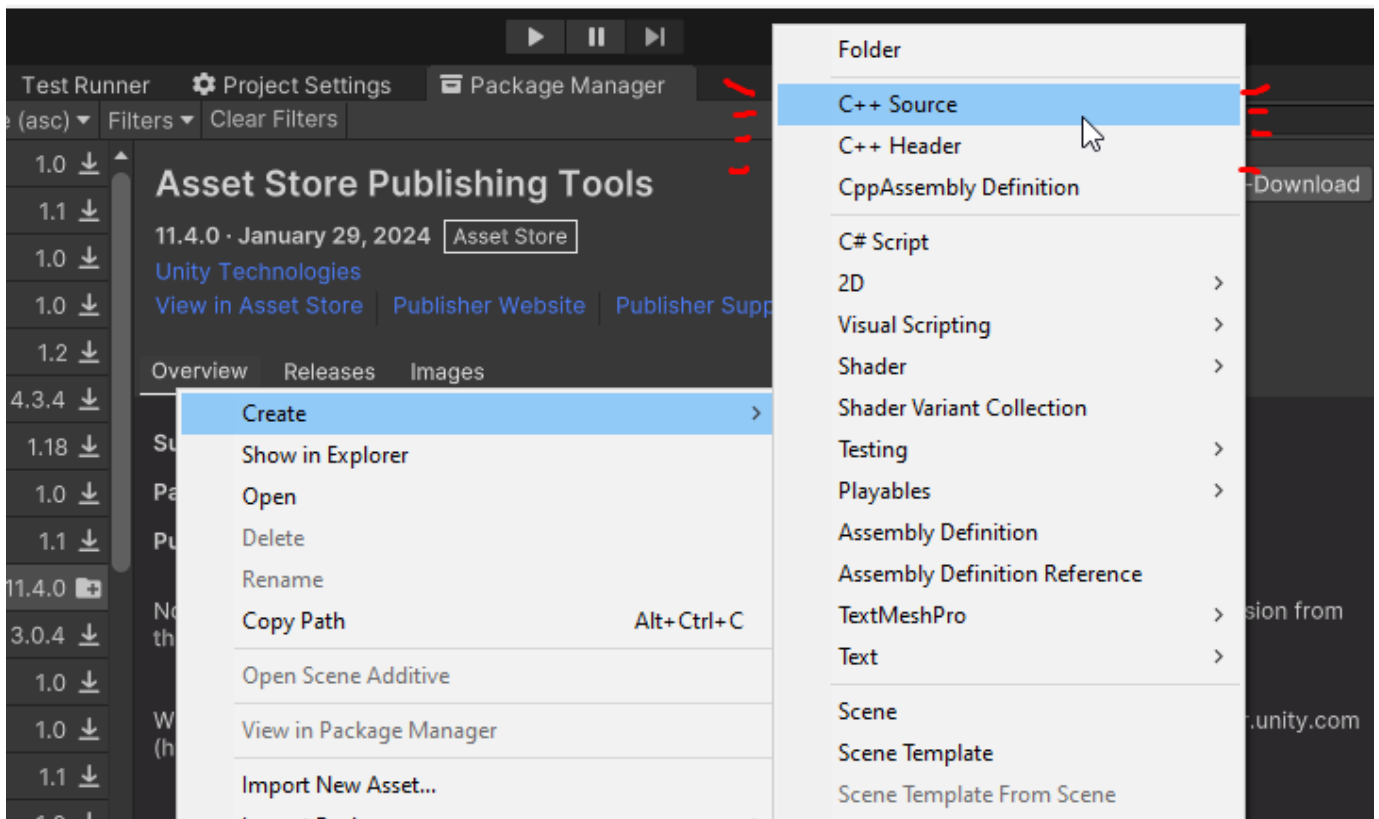 Test Runner Project Settings Package Manager
(asc) Filters Clear Filters
1.0
1.1
1.0
1.0
1.2
4.3.4
1.18
1.0
1.1
11.4.0
3.0.4
1.0
1.0
1.1
Asset Store Publishing Tools
-Download
11.4.0 · January 29, 2024 Asset Store
Unity Technologies
View in Asset Store Publisher Website Publisher Supp
Overview Releases Images
Su
Pa
Pu
No
sion from
th
W
r.unity.com
(h
Create
Show in Explorer
Open
Delete
Rename
Copy Path Alt+Ctrl+C
Open Scene Additive
View in Package Manager
Import New Asset...
Folder
C++ Source
C++ Header
CppAssembly Definition
C# Script
2D
Visual Scripting
Shader
Shader Variant Collection
Testing
Playables
Assembly Definition
Assembly Definition Reference
TextMeshPro
Text
Scene
Scene Template
Scene Template From Scene